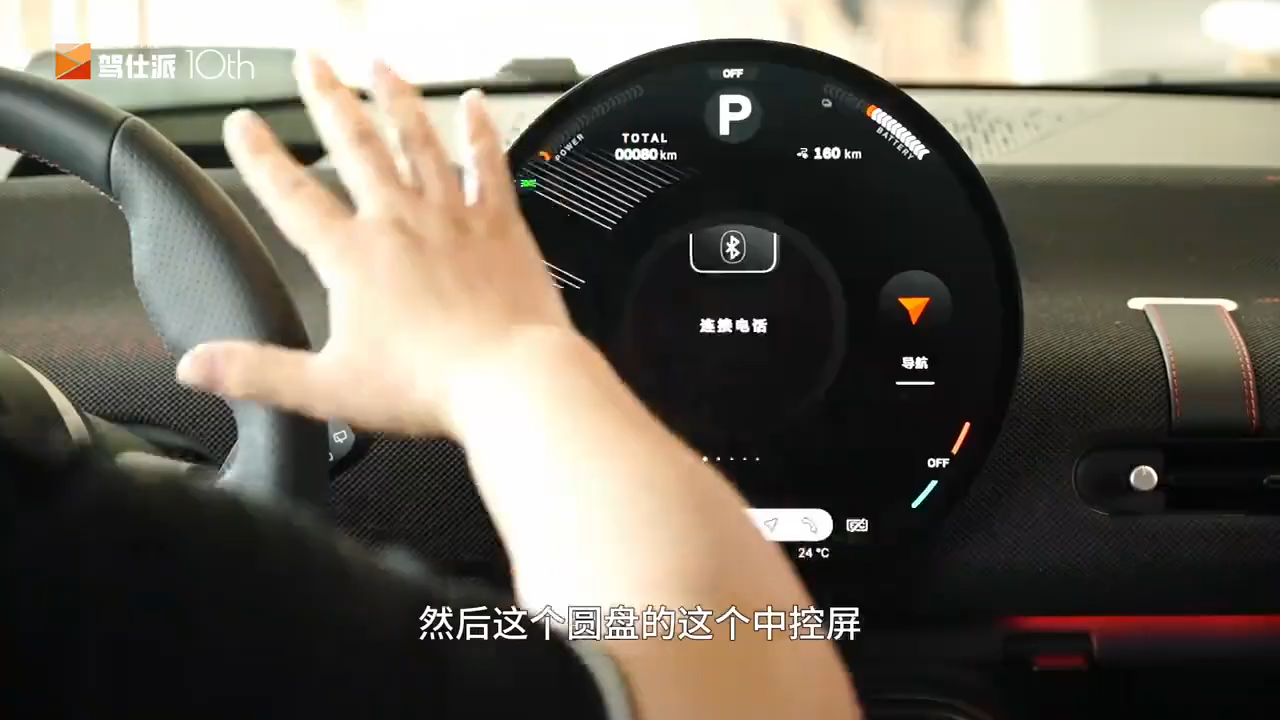 驾仕派 10th
OFF
P
POWER
TOTAL
00080 km
160 km
BATTERY
连接电话
导航
OFF
24 °C
然后这个圆盘的这个中控屏